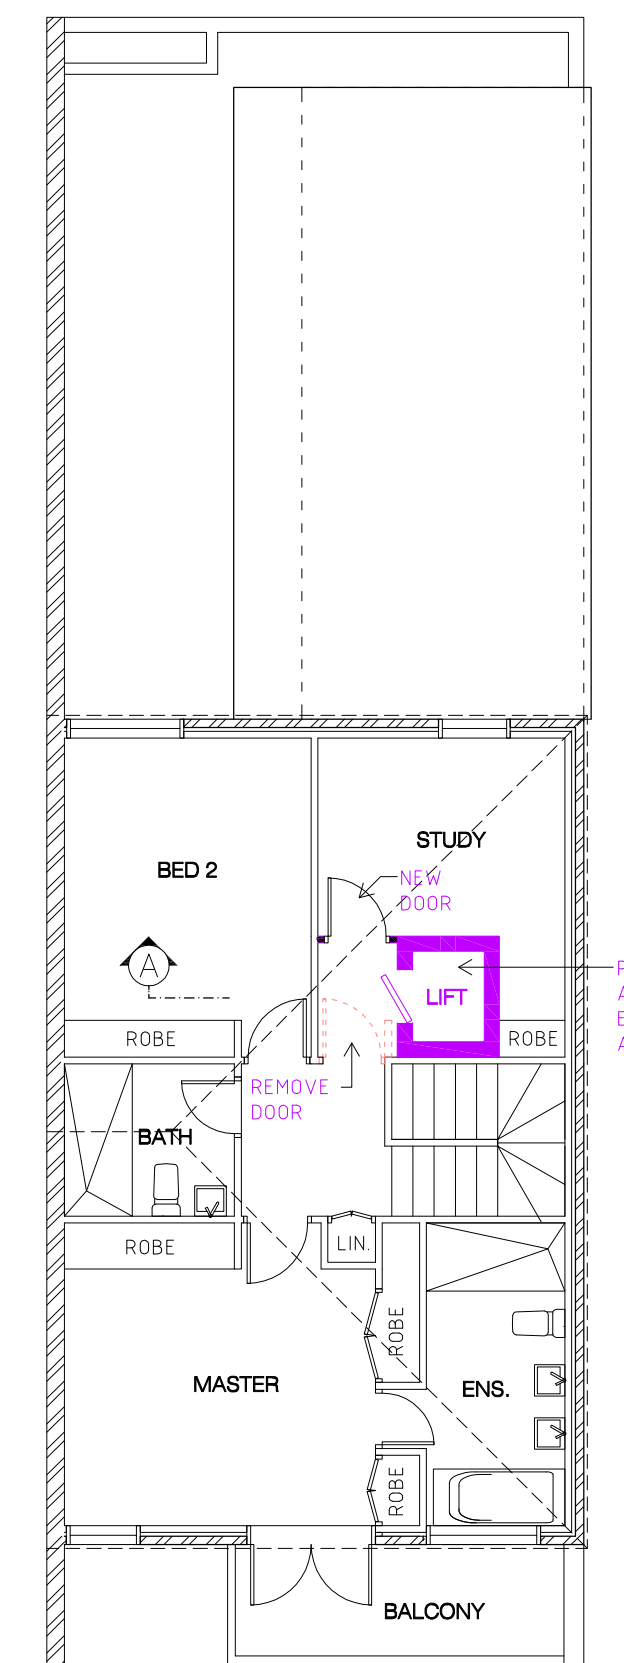 STUDY
BED 2
NEW
DOOR
A
LIFT
ROBE
ROBE
REMOVE
DOOR
BATH
ROBE
LIN.
ROBE
MASTER
ENS.
ROBE
BALCONY